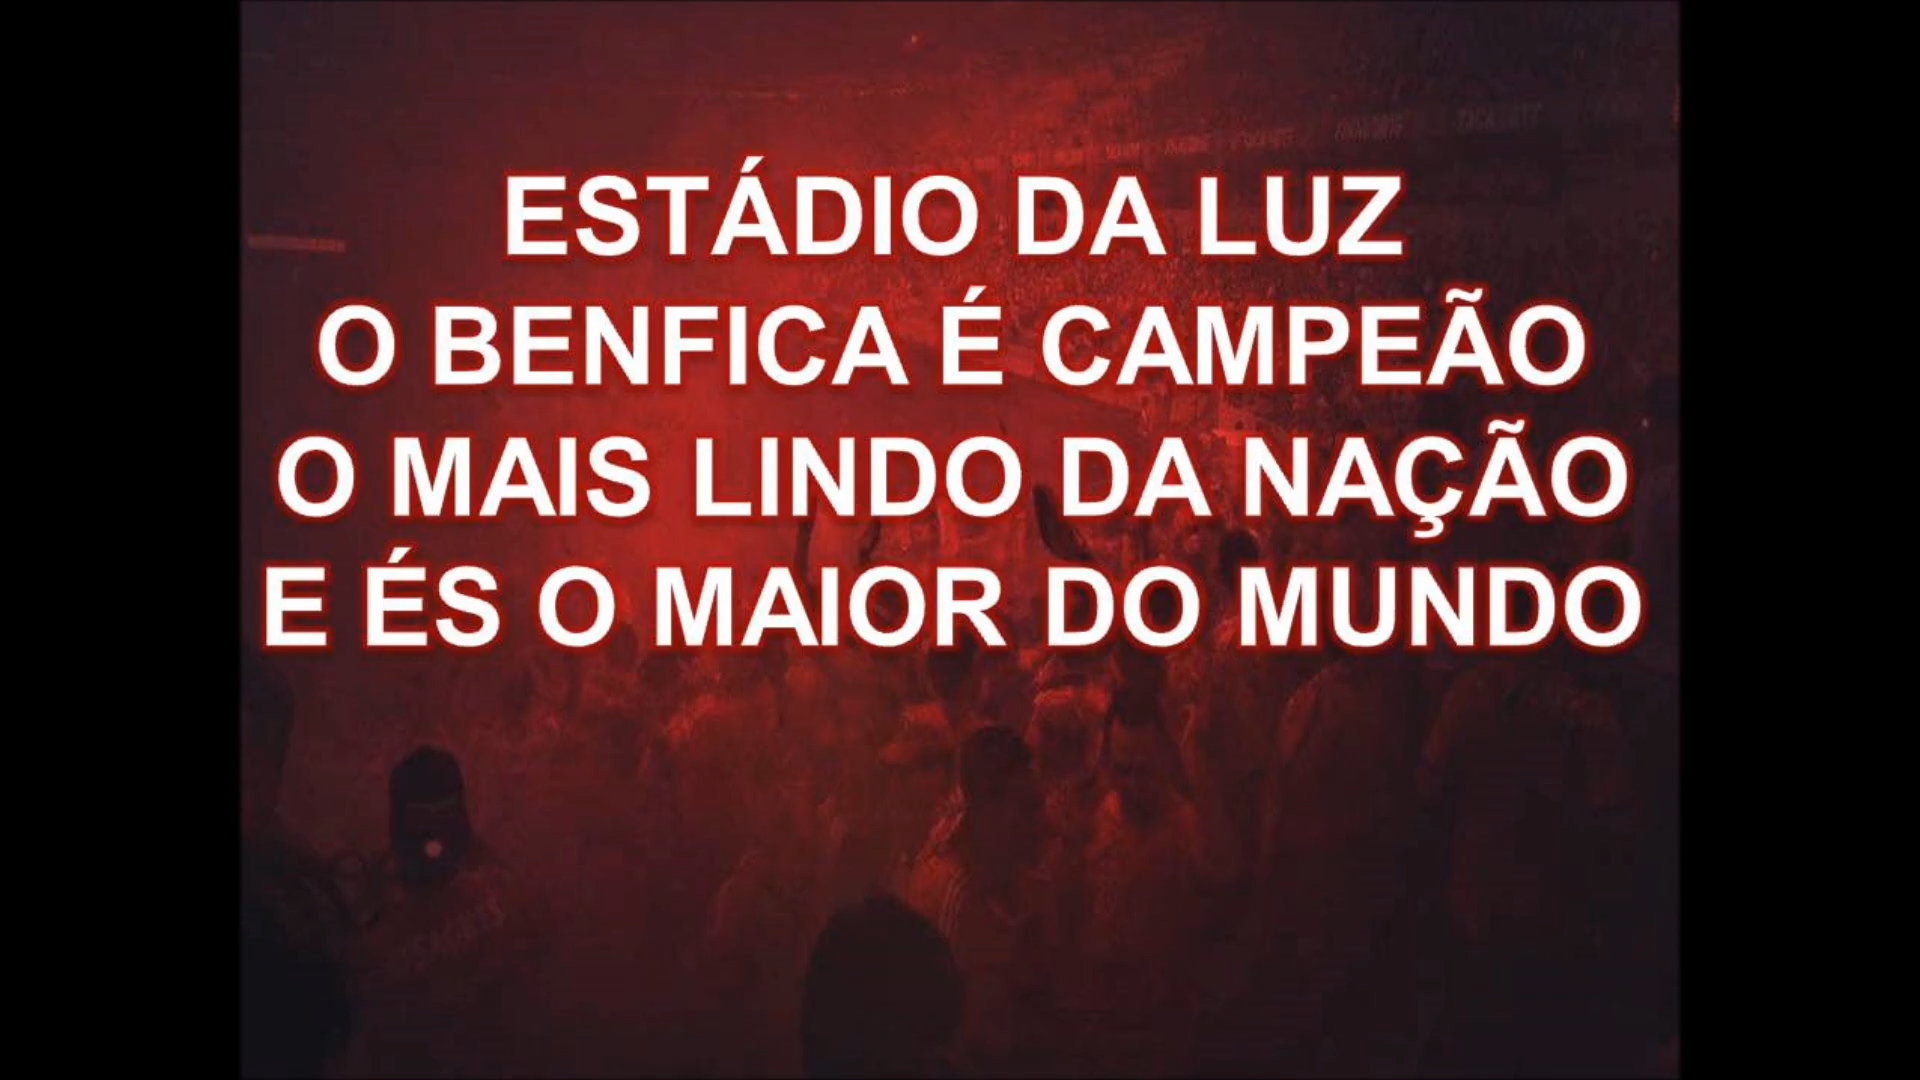 ESTÁDIO DA LUZ
O BENFICA É CAMPEÃO
O MAIS LINDO DA NAÇÃO
E ÉS O MAIOR DO MUNDO